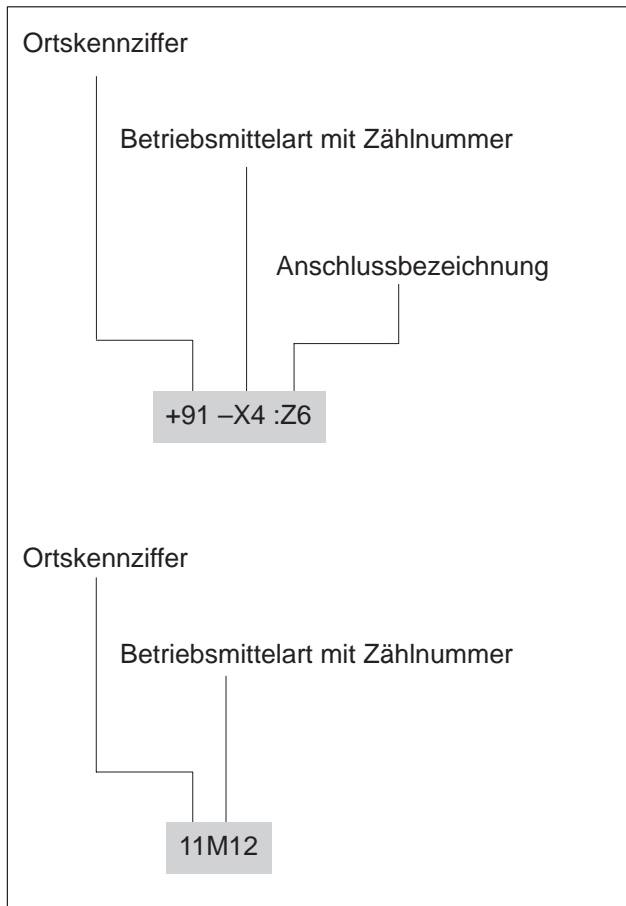 Ortskennziffer
Betriebsmittelart mit Zählnummer
Anschlussbezeichnung
+91 –X4 :Z6
Ortskennziffer
Betriebsmittelart mit Zählnummer
11M12